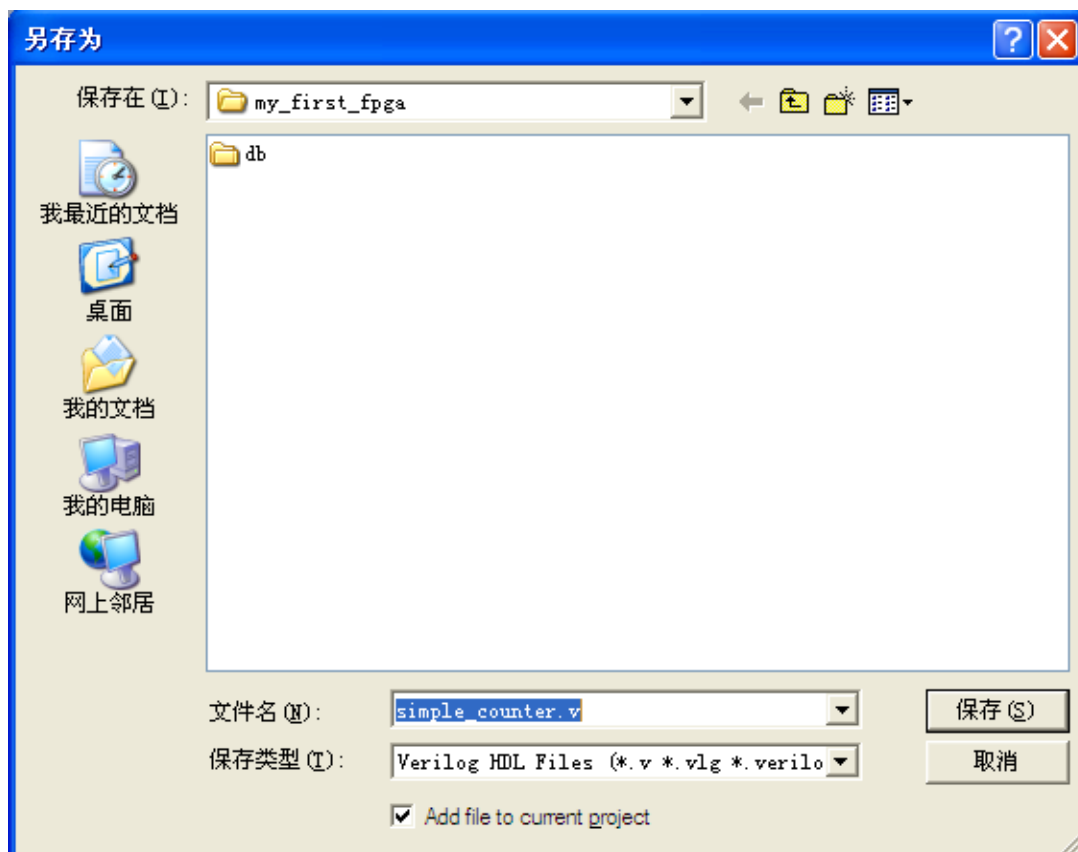 另存为
保存在(I): my_first_fpga
db
我最近的文档
桌面
我的文档
我的电脑
网上邻居
文件名(N): simple_counter.v 保存(S)
保存类型(T): Verilog HDL Files (*.v *.vlg *.verilo 取消
Add file to current project